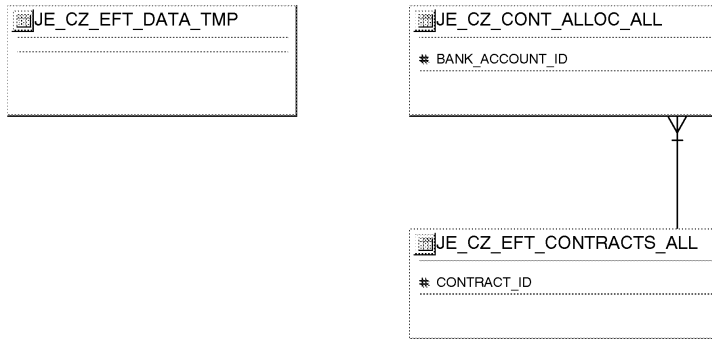 JE_CZ_EFT_DATA_TMP
JE_CZ_CONT_ALLOC_ALL
# BANK_ACCOUNT_ID
JE_CZ_EFT_CONTRACTS_ALL
# CONTRACT_ID